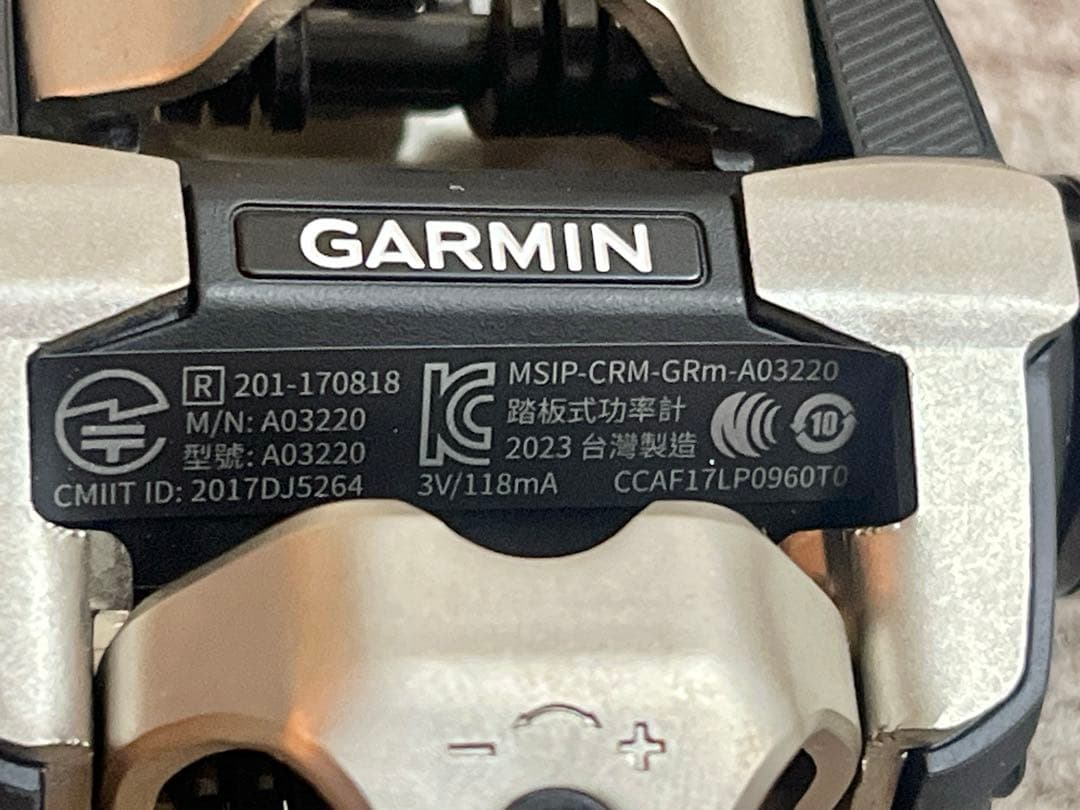 GARMIN
R 201-170818
M/N: A03220
型號: A03220
CMIIT ID: 2017DJ5264
MSIP-CRM-GRm-A03220
踏板式功率計
2023 台灣製造
10
3V/118mA
CCAF17LP0960T0
− +